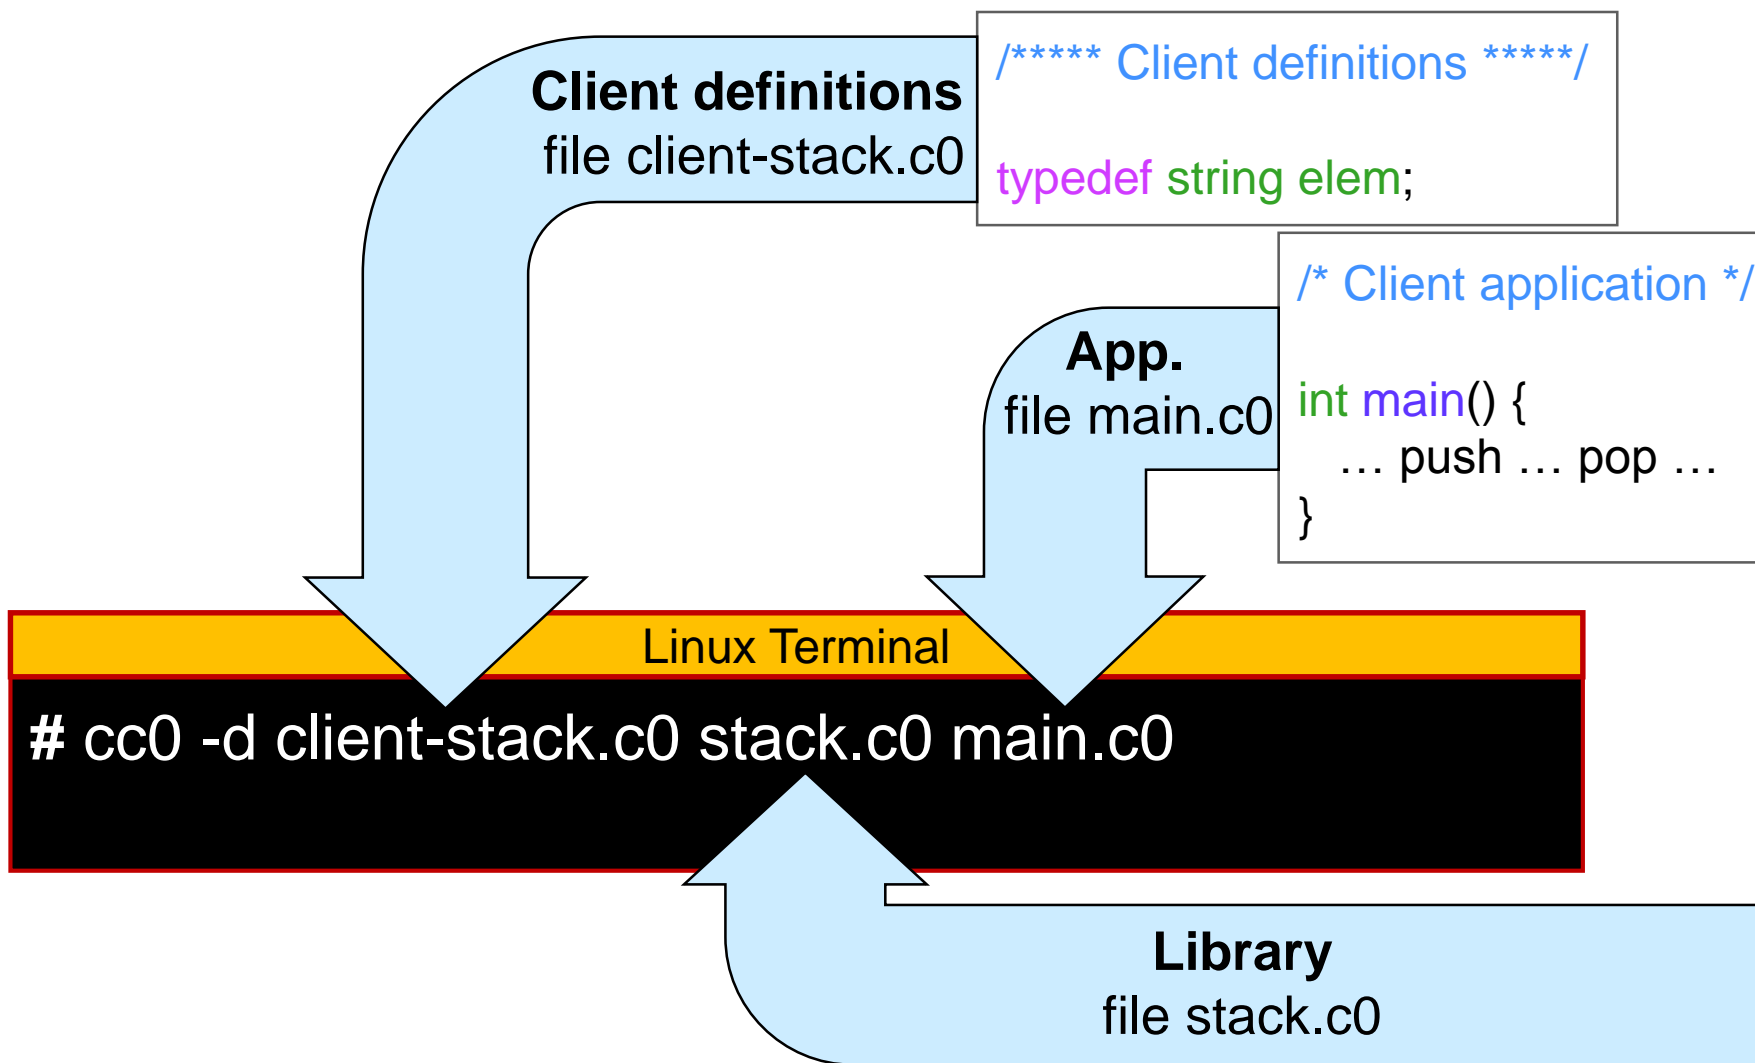 Client definitions
file client-stack.c0
/***** Client definitions *****/
typedef string elem;
App.
file main.c0
/* Client application */
int main() {
… push … pop …
}
Linux Terminal
# cc0 -d client-stack.c0 stack.c0 main.c0
Library
file stack.c0